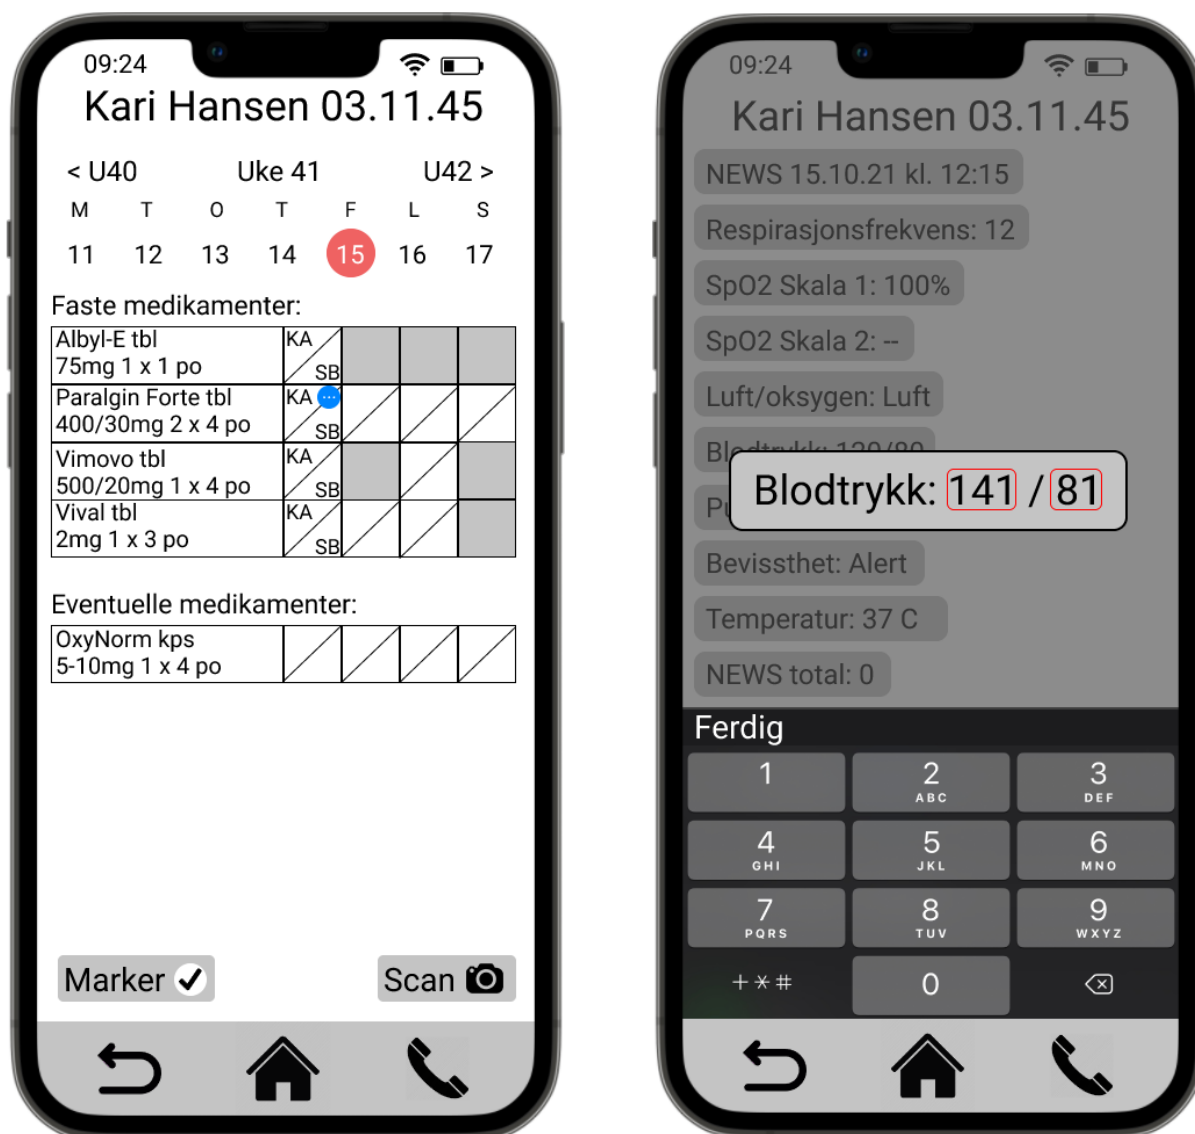 09:24
Kari Hansen 03.11.45
< U40 Uke 41 U42 >
M T O T F L S
11 12 13 14 15 16 17
Faste medikamenter:
Albyl-E tbl
75mg 1 x 1 po
KA
SB
Paralgin Forte tbl
400/30mg 2 x 4 po
KA
SB
Vimovo tbl
500/20mg 1 x 4 po
KA
SB
Vival tbl
2mg 1 x 3 po
KA
SB
Eventuelle medikamenter:
OxyNorm kps
5-10mg 1 x 4 po
Marker
Scan
09:24
Kari Hansen 03.11.45
NEWS 15.10.21 kl. 12:15
Respirasjonsfrekvens: 12
SpO2 Skala 1: 100%
SpO2 Skala 2: --
Luft/oksygen: Luft
Blodtrykk: 120/80
Blodtrykk: 141 / 81
Bevissthet: Alert
Temperatur: 37 C
NEWS total: 0
Ferdig
1 2 3
ABC DEF
4 5 6
GHI JKL MNO
7 8 9
PQRS TUV WXYZ
+*# 0